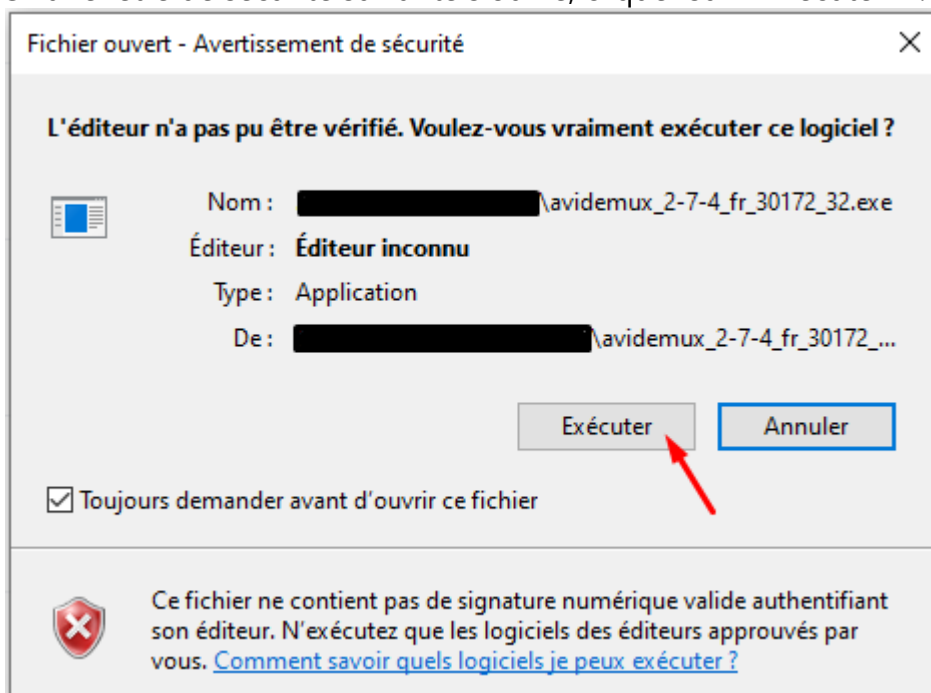 Fichier ouvert - Avertissement de sécurité
L'éditeur n'a pas pu être vérifié. Voulez-vous vraiment exécuter ce logiciel ?
Nom : \avidemux_2-7-4_fr_30172_32.exe
Éditeur : Éditeur inconnu
Type : Application
De : \avidemux_2-7-4_fr_30172_...
Exécuter Annuler
Toujours demander avant d'ouvrir ce fichier
Ce fichier ne contient pas de signature numérique valide authentifiant
son éditeur. N'exécutez que les logiciels des éditeurs approuvés par
vous. Comment savoir quels logiciels je peux exécuter ?